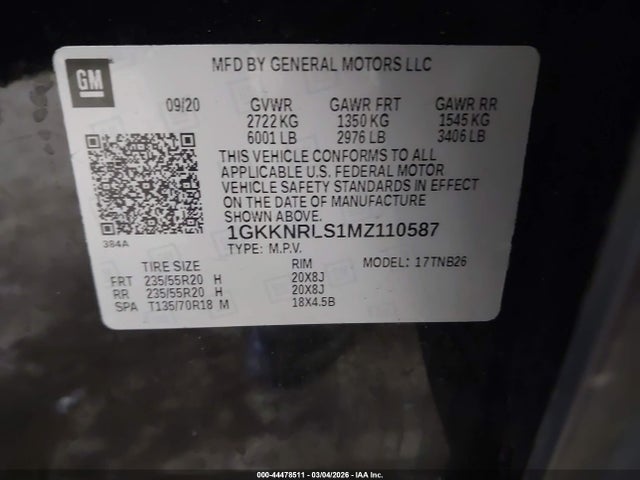 GM
MFD BY GENERAL MOTORS LLC
09/20 GVWR GAWR FRT GAWR RR
2722 KG 1350 KG 1545 KG
6001 LB 2976 LB 3406 LB
THIS VEHICLE CONFORMS TO ALL
APPLICABLE U.S. FEDERAL MOTOR
VEHICLE SAFETY STANDARDS IN EFFECT
ON THE DATE OF MANUFACTURE
SHOWN ABOVE.
384A
1GKKNRLS1MZ110587
TYPE: M.P.V.
TIRE SIZE RIM MODEL: 17TNB26
FRT 235/55R20 H 20X8J
RR 235/55R20 H 20X8J
SPA T135/70R18 M 18X4.5B
000-44478511 - 03/04/2026 - IAA Inc.